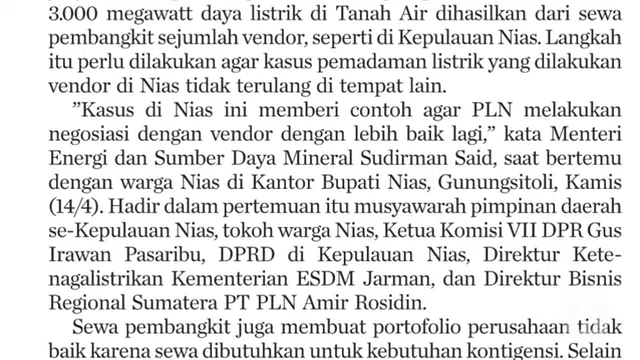 3.000 megawatt daya listrik di Tanah Air dihasilkan dari sewa
pembangkit sejumlah vendor, seperti di Kepulauan Nias. Langkah
itu perlu dilakukan agar kasus pemadaman listrik yang dilakukan
vendor di Nias tidak terulang di tempat lain.
”Kasus di Nias ini memberi contoh agar PLN melakukan
negosiasi dengan vendor dengan lebih baik lagi,” kata Menteri
Energi dan Sumber Daya Mineral Sudirman Said, saat bertemu
dengan warga Nias di Kantor Bupati Nias, Gunungsitoli, Kamis
(14/4). Hadir dalam pertemuan itu musyawarah pimpinan daerah
se-Kepulauan Nias, tokoh warga Nias, Ketua Komisi VII DPR Gus
Irawan Pasaribu, DPRD di Kepulauan Nias, Direktur Kete-
nagalistrikan Kementerian ESDM Jarman, dan Direktur Bisnis
Regional Sumatera PT PLN Amir Rosidin.
Sewa pembangkit juga membuat portofolio perusahaan tidak
baik karena sewa dibutuhkan untuk kebutuhan kontigensi. Selain